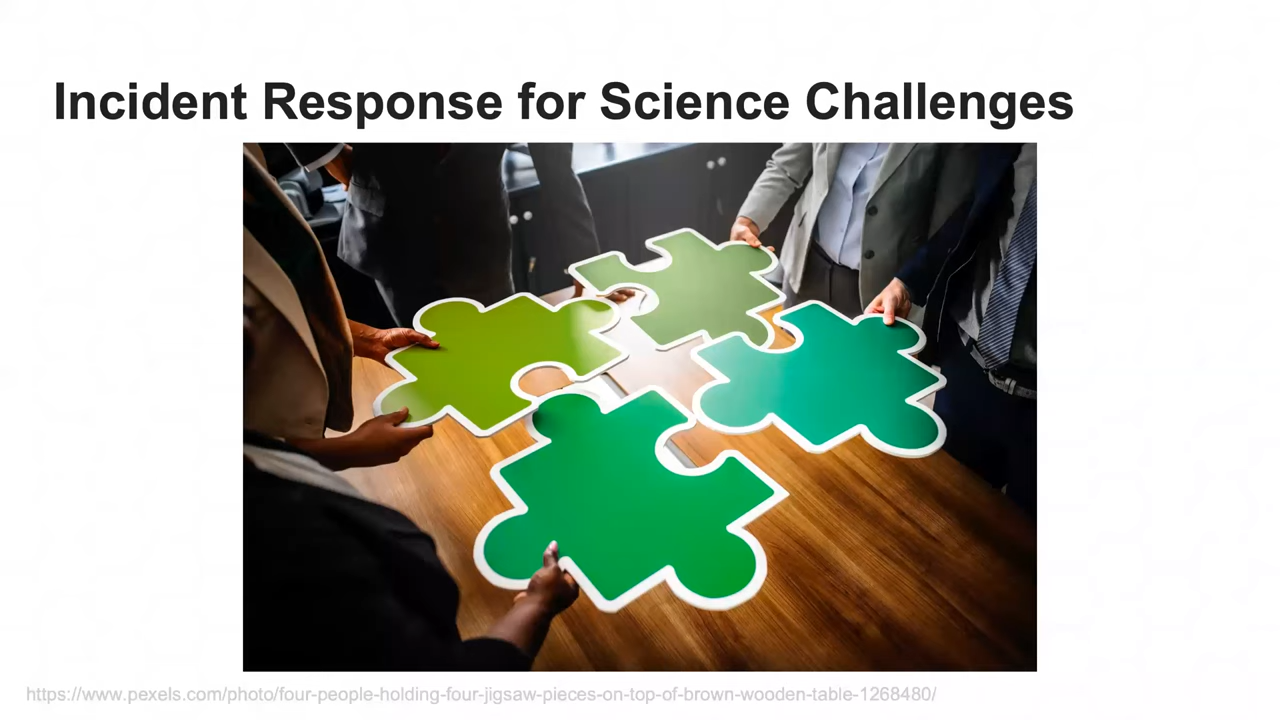 Incident Response for Science Challenges
https://www.pexels.com/photo/four-people-holding-four-jigsaw-pieces-on-top-of-brown-wooden-table-1268480/